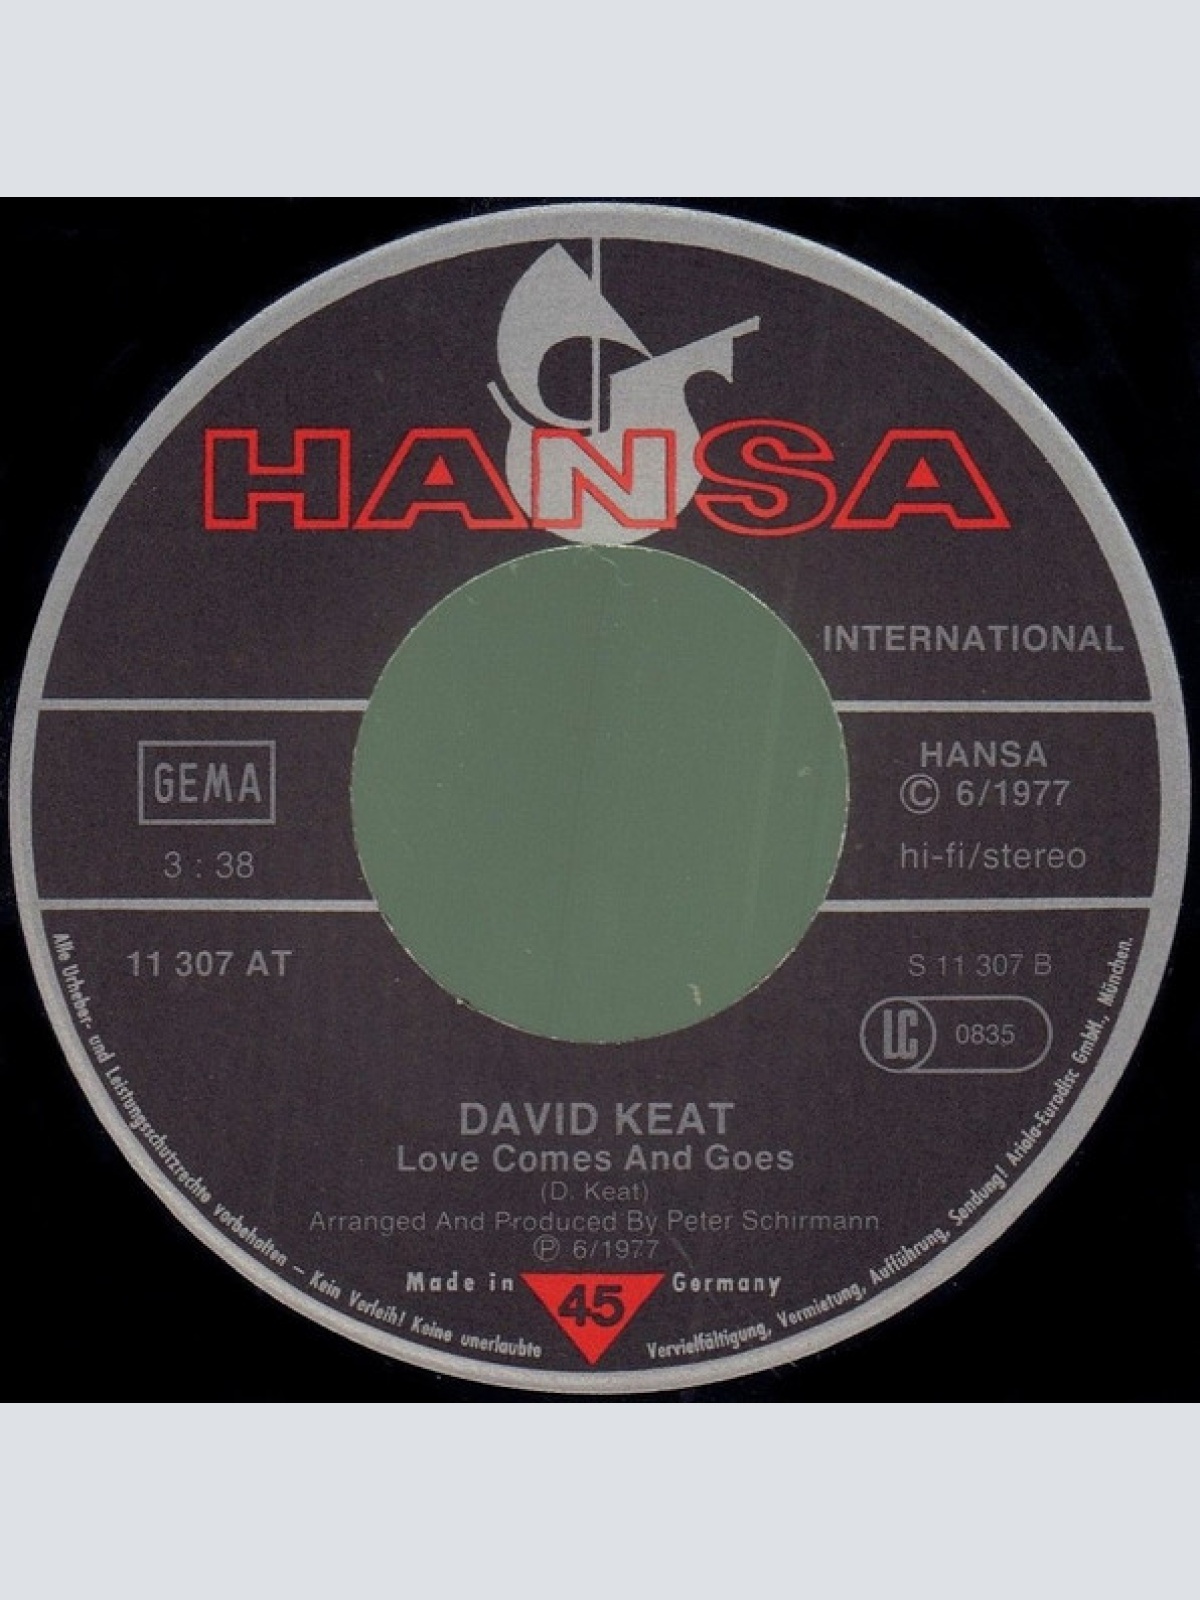 HANSA
INTERNATIONAL
GEMA
3 : 38
HANSA
© 6/1977
hi-fi/stereo
11 307 AT
S 11 307 B
LC 0835
DAVID KEAT
Love Comes And Goes
(D. Keat)
Arranged And Produced By Peter Schirmann
℗ 6/1977
Made in 45 Germany
Alle Urheber- und Leistungsschutzrechte vorbehalten – Kein Verleih! Keine unerlaubte Vervielfältigung, Vermietung, Aufführung, Sendung! Ariola-Eurodisc GmbH., München.